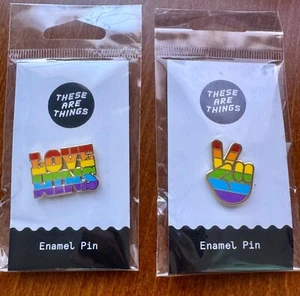 THESE
ARE
THINGS
LOVE
WINS
Enamel Pin
THESE
ARE
THINGS
Enamel Pin